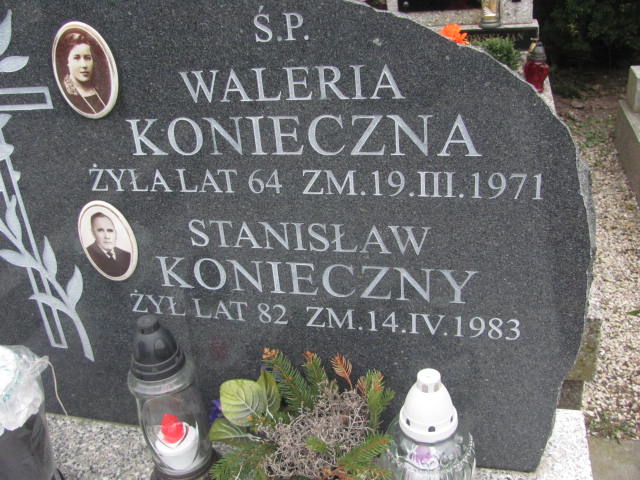 Ś.P.
WALERIA
KONIECZNA
ŻYŁA LAT 64 ZM.19.III.1971
STANISŁAW
KONIECZNY
ŻYŁ LAT 82 ZM.14.IV.1983